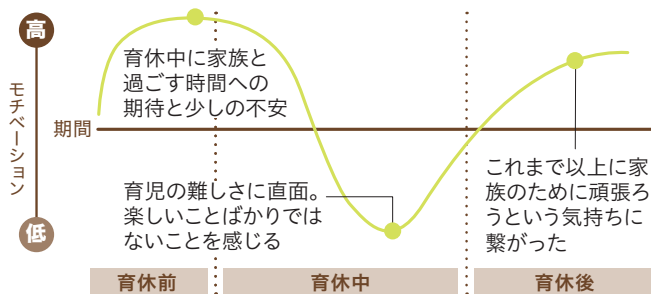 高
モチベーション
低
期間
育休中に家族と
過ごす時間への
期待と少しの不安
育児の難しさに直面。
楽しいことばかりでは
ないことを感じる
これまで以上に家
族のために頑張ろ
うという気持ちに
繋がった
育休前
育休中
育休後